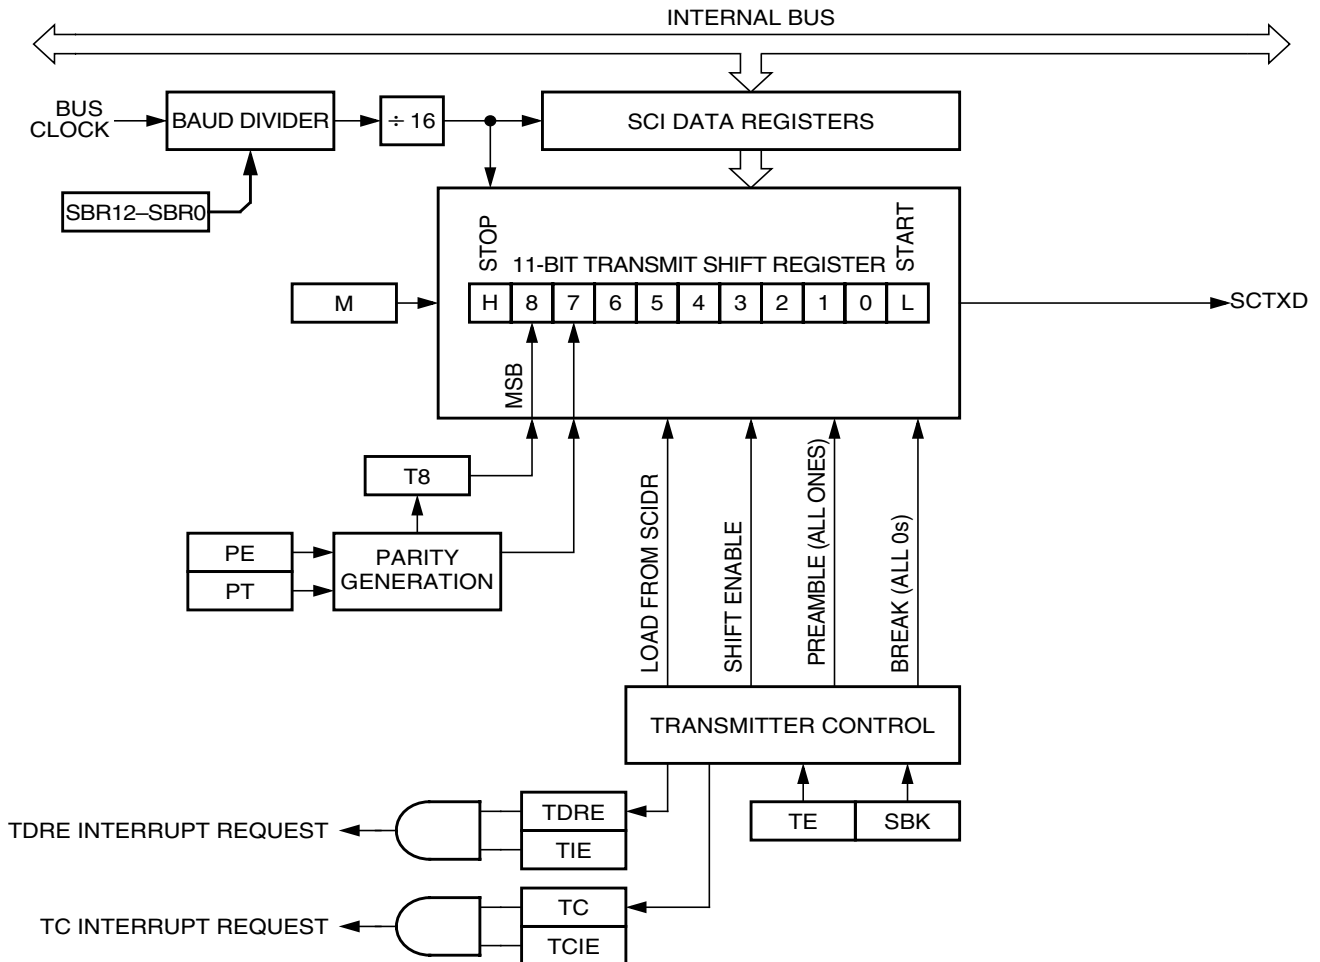 INTERNAL BUS
BUS
CLOCK
BAUD DIVIDER
÷ 16
SCI DATA REGISTERS
SBR12–SBR0
STOP
11-BIT TRANSMIT SHIFT REGISTER
START
M
H 8 7 6 5 4 3 2 1 0 L
SCTXD
MSB
T8
PE
PT
PARITY
GENERATION
LOAD FROM SCIDR
SHIFT ENABLE
PREAMBLE (ALL ONES)
BREAK (ALL 0s)
TRANSMITTER CONTROL
TDRE INTERRUPT REQUEST
TDRE
TIE
TE
SBK
TC INTERRUPT REQUEST
TC
TCIE